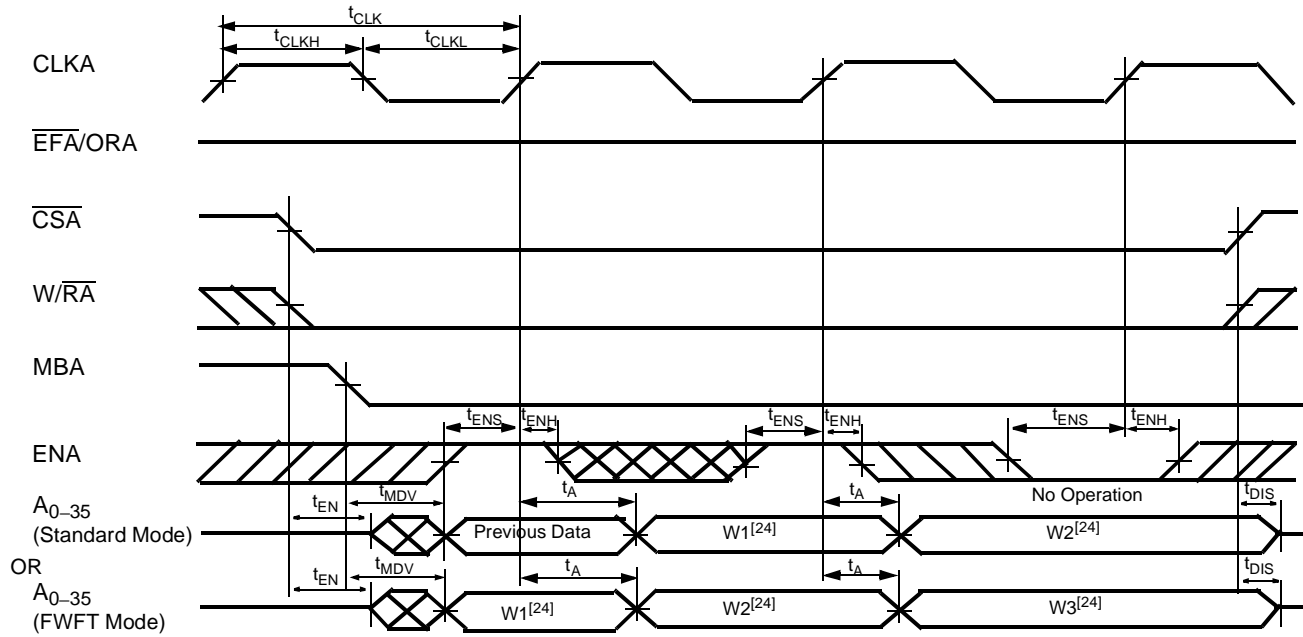 tCLK
tCLKH tCLKL
CLKA
EFA/ORA
CSA
W/RA
MBA
tENS tENH tENS tENH tENS tENH
ENA
No Operation
tEN tMDV tA tA tDIS
A0–35
(Standard Mode)
Previous Data W1[24] W2[24]
OR
tEN tMDV tA tA tDIS
A0–35
(FWFT Mode)
W1[24] W2[24] W3[24]